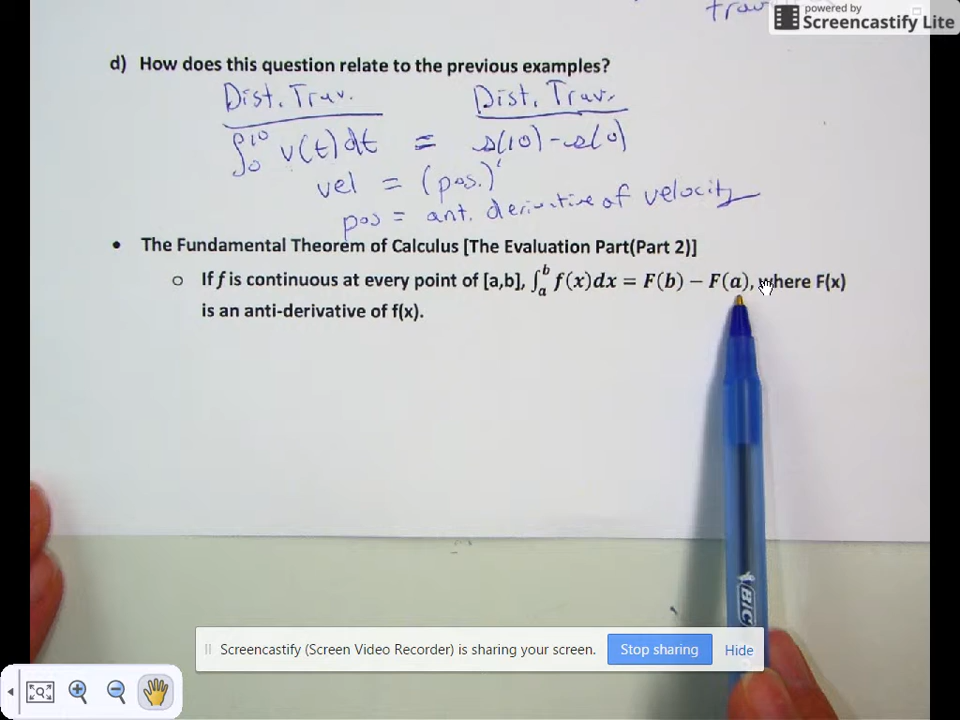 trav
powered by
Screencastify Lite
d) How does this question relate to the previous examples?
Dist. Trav. Dist. Trav.
∫₀¹⁰ v(t)dt = s(10)-s(0)
vel = (pos.)'
pos = ant. derivative of velocity
• The Fundamental Theorem of Calculus [The Evaluation Part(Part 2)]
o If f is continuous at every point of [a,b], ∫ₐᵇ f(x)dx = F(b) − F(a), where F(x)
is an anti-derivative of f(x).
BIC
Screencastify (Screen Video Recorder) is sharing your screen. Stop sharing Hide